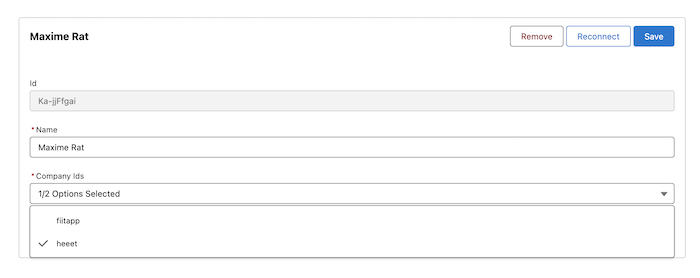 Maxime Rat
Remove
Reconnect
Save
Id
Ka-jjFfgai
* Name
Maxime Rat
* Company Ids
1/2 Options Selected
fiitapp
heeet